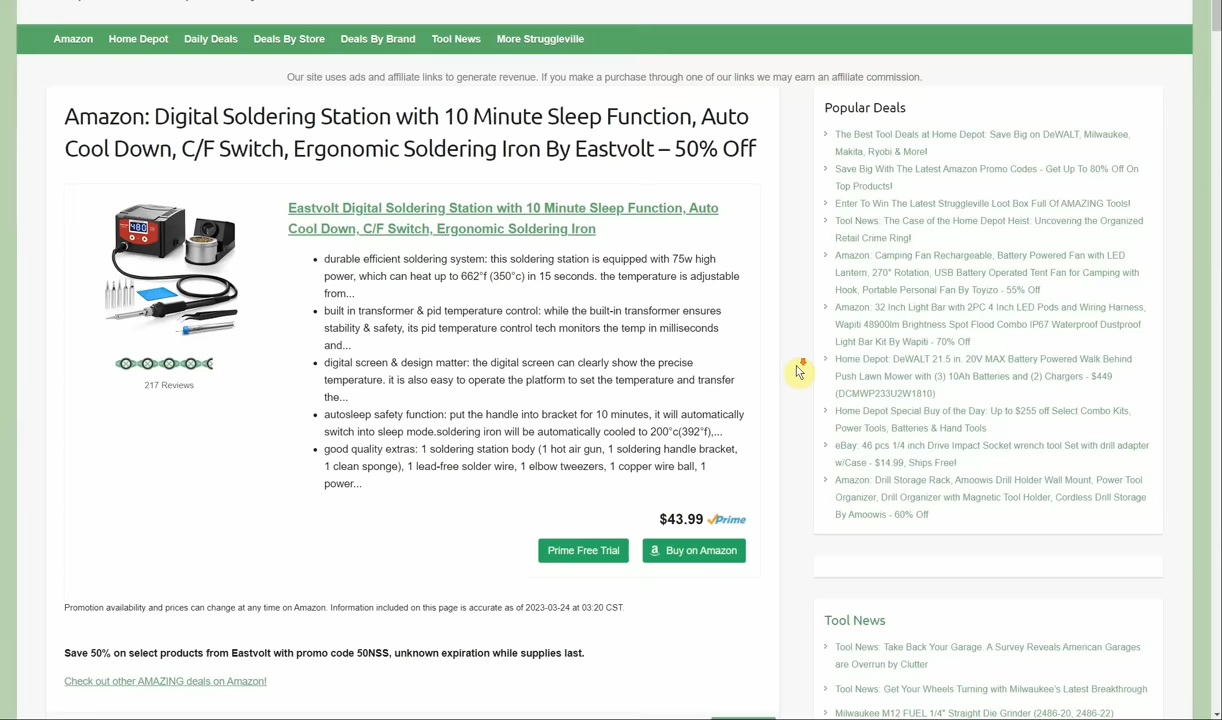 Amazon
Home Depot
Daily Deals
Deals By Store
Deals By Brand
Tool News
More Struggleville
Our site uses ads and affiliate links to generate revenue. If you make a purchase through one of our links we may earn an affiliate commission.
Amazon: Digital Soldering Station with 10 Minute Sleep Function, Auto
Cool Down, C/F Switch, Ergonomic Soldering Iron By Eastvolt – 50% Off
480
217 Reviews
Eastvolt Digital Soldering Station with 10 Minute Sleep Function, Auto
Cool Down, C/F Switch, Ergonomic Soldering Iron
durable efficient soldering system: this soldering station is equipped with 75w high
power, which can heat up to 662°f (350°c) in 15 seconds. the temperature is adjustable
from...
built in transformer & pid temperature control: while the built-in transformer ensures
stability & safety, its pid temperature control tech monitors the temp in milliseconds
and...
digital screen & design matter: the digital screen can clearly show the precise
temperature. it is also easy to operate the platform to set the temperature and transfer
the...
autosleep safety function: put the handle into bracket for 10 minutes, it will automatically
switch into sleep mode.soldering iron will be automatically cooled to 200°c(392°f),...
good quality extras: 1 soldering station body (1 hot air gun, 1 soldering handle bracket,
1 clean sponge), 1 lead-free solder wire, 1 elbow tweezers, 1 copper wire ball, 1
power...
$43.99 Prime
Prime Free Trial
Buy on Amazon
Promotion availability and prices can change at any time on Amazon. Information included on this page is accurate as of 2023-03-24 at 03:20 CST.
Save 50% on select products from Eastvolt with promo code 50NSS, unknown expiration while supplies last.
Check out other AMAZING deals on Amazon!
Popular Deals
The Best Tool Deals at Home Depot: Save Big on DeWALT, Milwaukee,
Makita, Ryobi & More!
Save Big With The Latest Amazon Promo Codes - Get Up To 80% Off On
Top Products!
Enter To Win The Latest Struggleville Loot Box Full Of AMAZING Tools!
Tool News: The Case of the Home Depot Heist: Uncovering the Organized
Retail Crime Ring!
Amazon: Camping Fan Rechargeable, Battery Powered Fan with LED
Lantern, 270° Rotation, USB Battery Operated Tent Fan for Camping with
Hook, Portable Personal Fan By Toyizo - 55% Off
Amazon: 32 Inch Light Bar with 2PC 4 Inch LED Pods and Wiring Harness,
Wapiti 48900lm Brightness Spot Flood Combo IP67 Waterproof Dustproof
Light Bar Kit By Wapiti - 70% Off
Home Depot: DeWALT 21.5 in. 20V MAX Battery Powered Walk Behind
Push Lawn Mower with (3) 10Ah Batteries and (2) Chargers - $449
(DCMWP233U2W1810)
Home Depot Special Buy of the Day: Up to $255 off Select Combo Kits,
Power Tools, Batteries & Hand Tools
eBay: 46 pcs 1/4 inch Drive Impact Socket wrench tool Set with drill adapter
w/Case - $14.99, Ships Free!
Amazon: Drill Storage Rack, Amoowis Drill Holder Wall Mount, Power Tool
Organizer, Drill Organizer with Magnetic Tool Holder, Cordless Drill Storage
By Amoowis - 60% Off
Tool News
Tool News: Take Back Your Garage. A Survey Reveals American Garages
are Overrun by Clutter
Tool News: Get Your Wheels Turning with Milwaukee's Latest Breakthrough
Milwaukee M12 FUEL 1/4" Straight Die Grinder (2486-20, 2486-22)